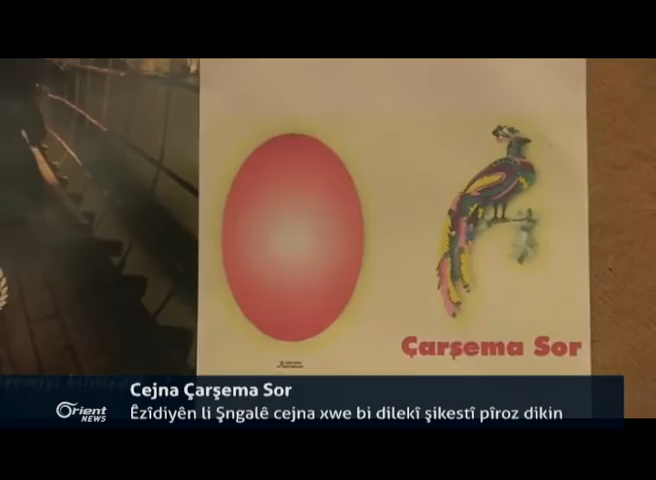 Çarşema Sor
Cejna Çarşema Sor
Orient
NEWS
Êzîdiyên li Şngalê cejna xwe bi dilekî şikestî pîroz dikin